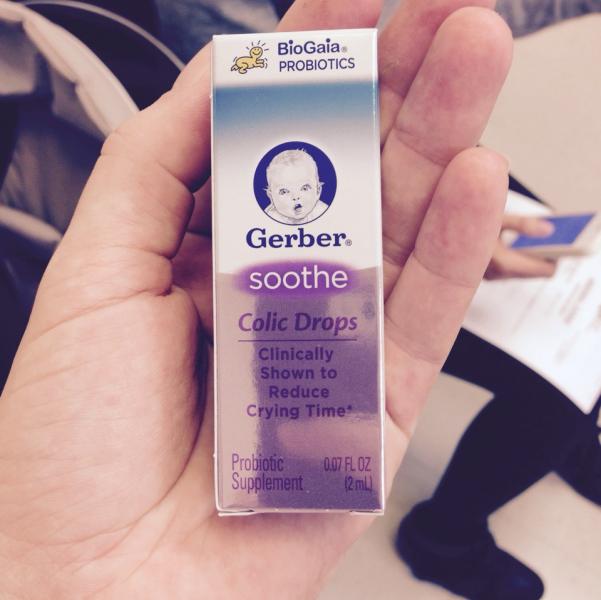 BioGaia®
PROBIOTICS
Gerber®
soothe
Colic Drops
Clinically
Shown to
Reduce
Crying Time*
Probiotic
Supplement
0.07 FL OZ
(2 mL)